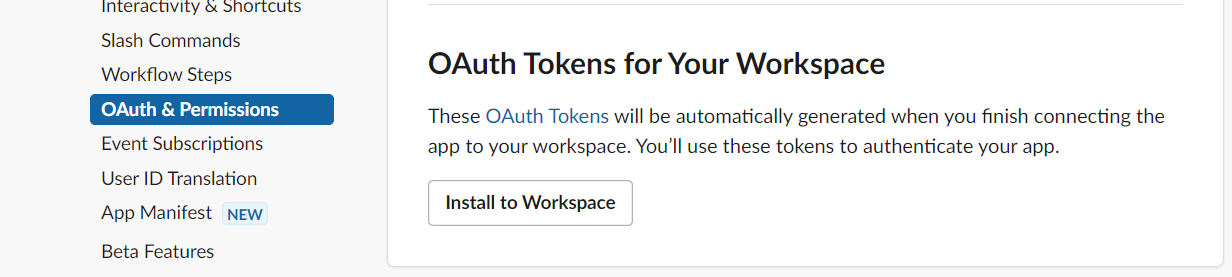 Interactivity & Shortcuts
Slash Commands
Workflow Steps
OAuth & Permissions
Event Subscriptions
User ID Translation
App Manifest NEW
Beta Features
OAuth Tokens for Your Workspace
These OAuth Tokens will be automatically generated when you finish connecting the
app to your workspace. You’ll use these tokens to authenticate your app.
Install to Workspace